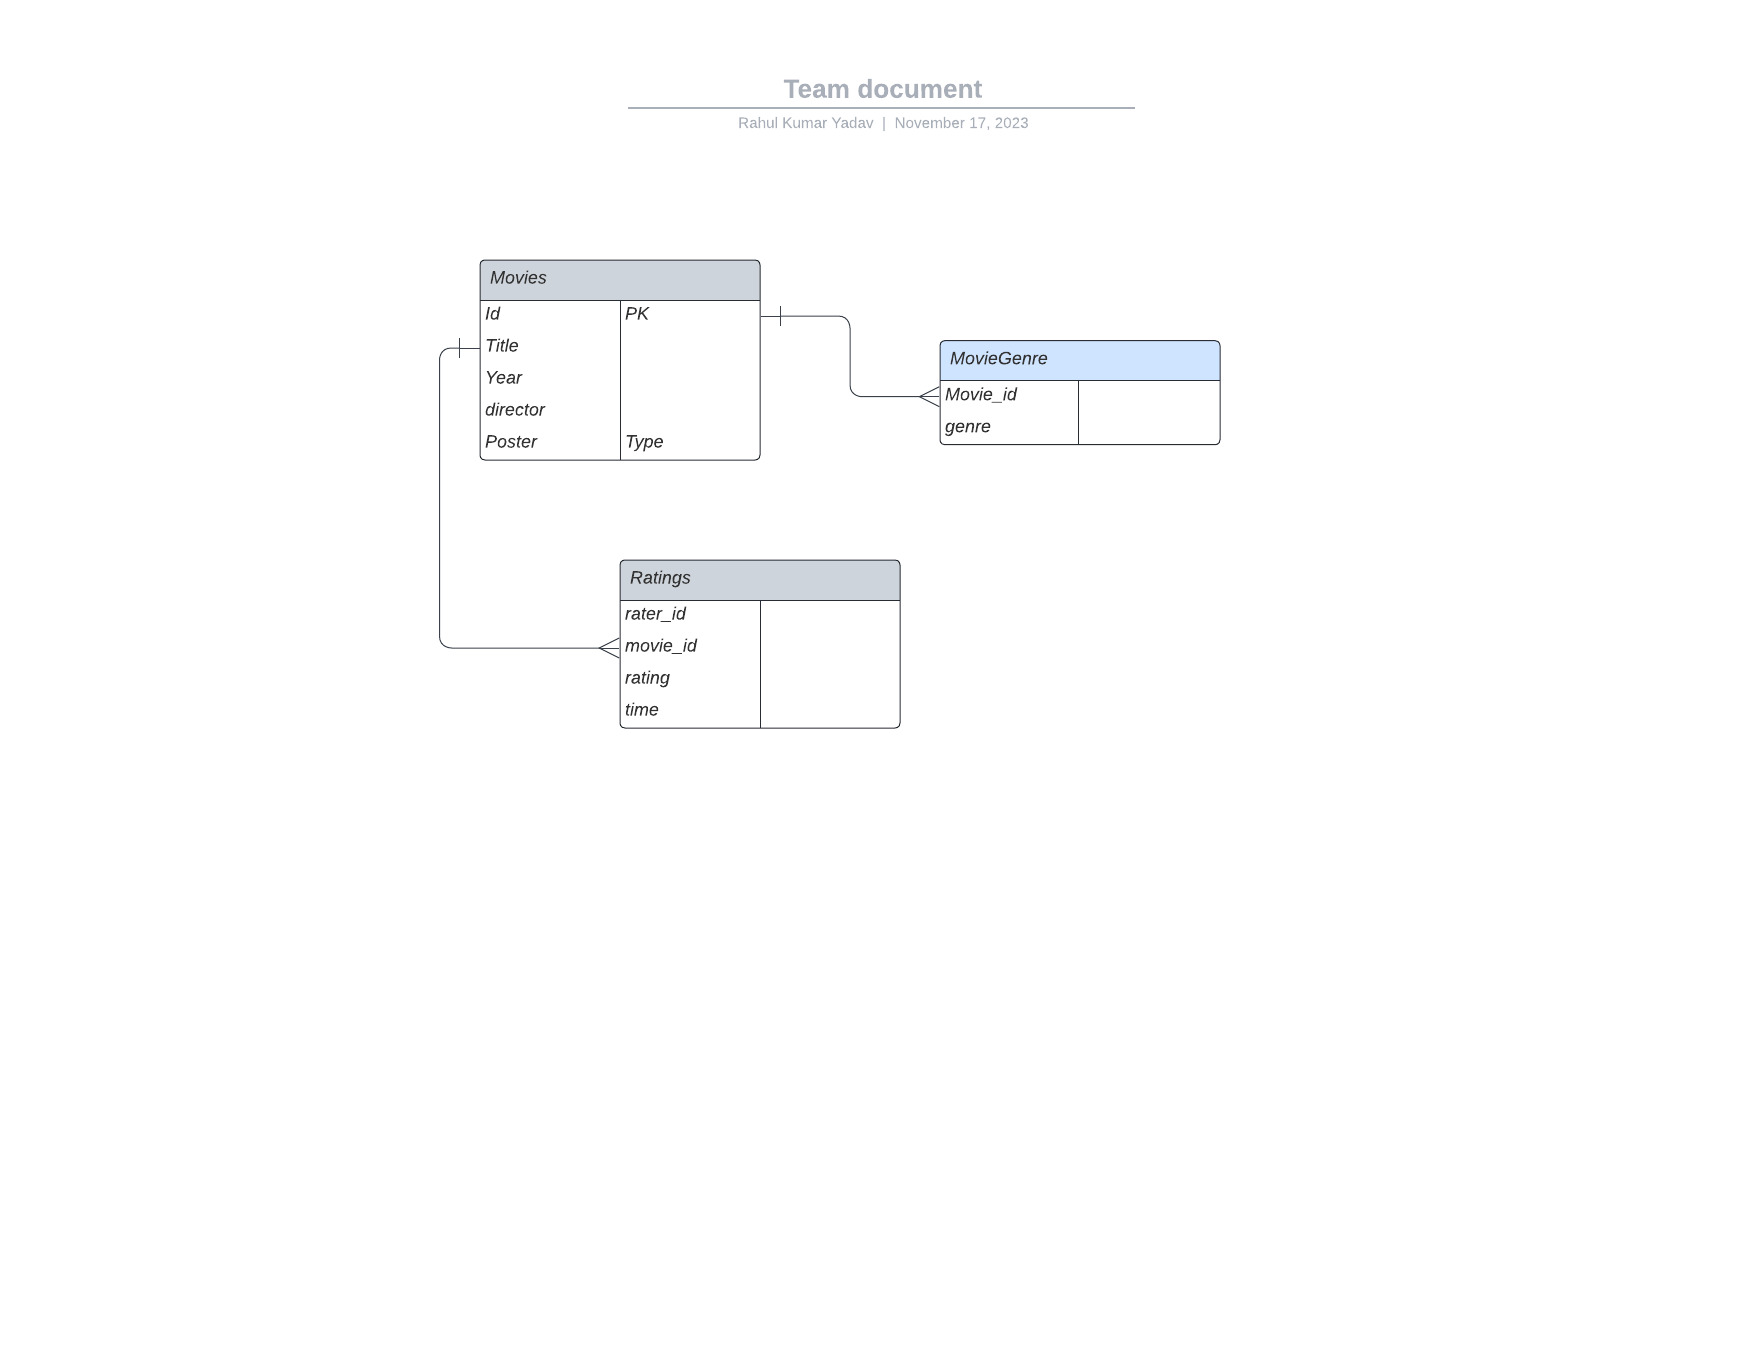 Team document
Rahul Kumar Yadav | November 17, 2023
Movies
Id PK
Title
Year
director
Poster Type
MovieGenre
Movie_id
genre
Ratings
rater_id
movie_id
rating
time